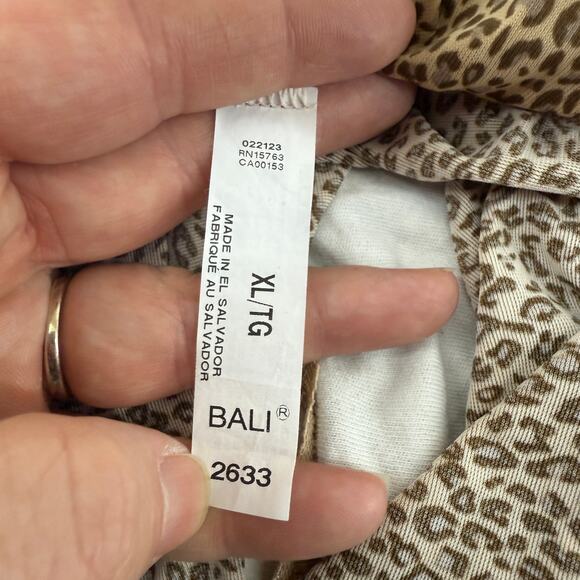 022123
RN15763
CA00153
MADE IN EL SALVADOR
FABRIQUÉ AU SALVADOR
XL/TG
BALI®
2633